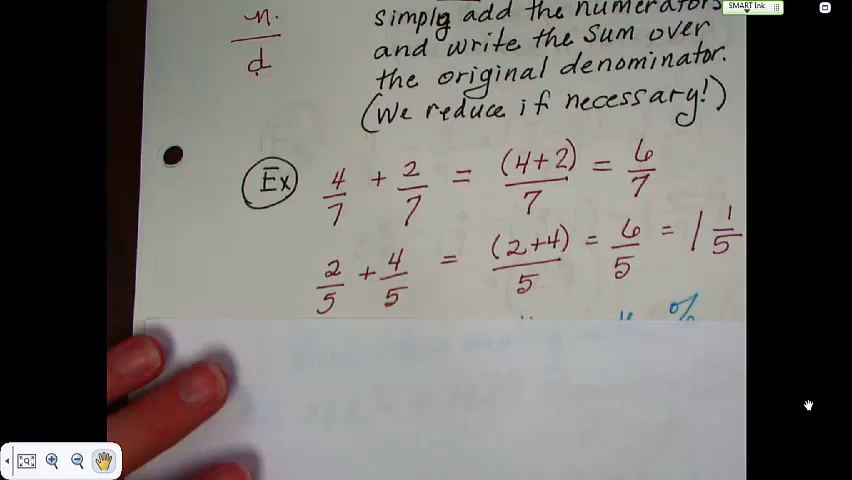 SMART Ink
n.
d
simply add the numerators
and write the sum over
the original denominator.
(We reduce if necessary!)
Ex 4/7 + 2/7 = (4+2)/7 = 6/7
2/5 + 4/5 = (2+4)/5 = 6/5 = 1 1/5
%